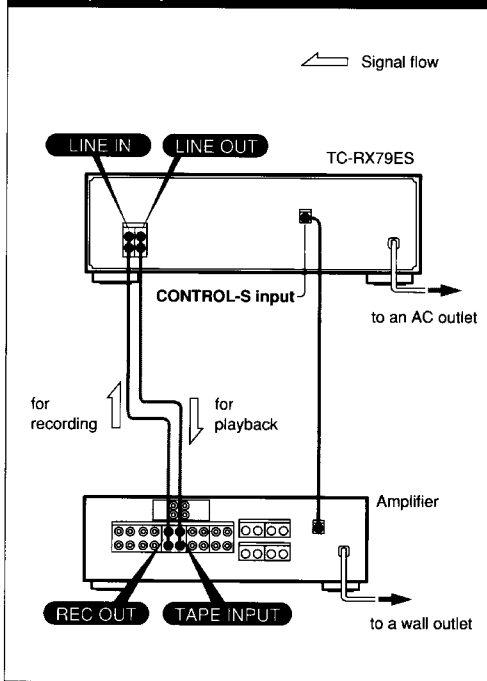 Signal flow
LINE IN
LINE OUT
TC-RX79ES
CONTROL-S input
to an AC outlet
for
recording
for
playback
Amplifier
REC OUT
TAPE INPUT
to a wall outlet